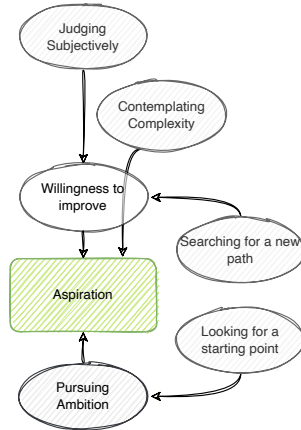 Judging
Subjectively
Contemplating
Complexity
Willingness to
improve
Searching for a new
path
Aspiration
Looking for a
starting point
Pursuing
Ambition